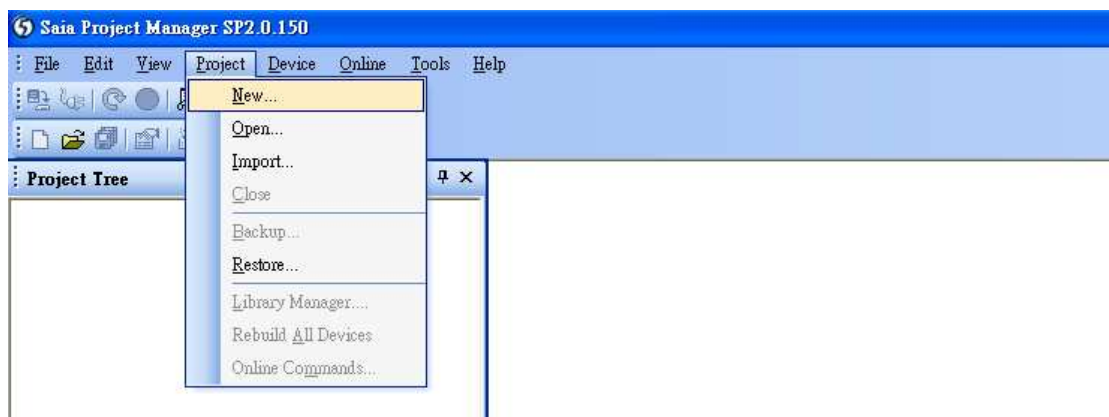 Saia Project Manager SP2.0.150
File Edit View Project Device Online Tools Help
New...
Open...
Import...
Project Tree
Close
Backup...
Restore...
Library Manager....
Rebuild All Devices
Online Commands...